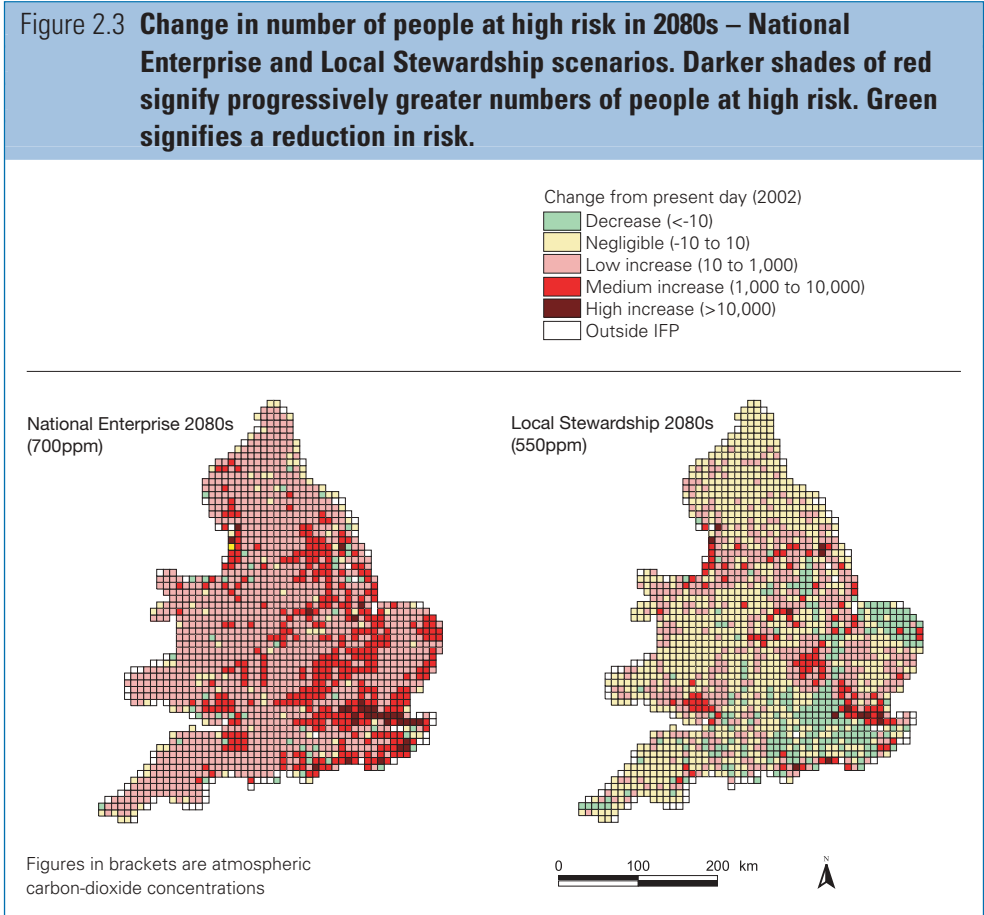 Figure 2.3 Change in number of people at high risk in 2080s – National
Enterprise and Local Stewardship scenarios. Darker shades of red
signify progressively greater numbers of people at high risk. Green
signifies a reduction in risk.
Change from present day (2002)
Decrease (<-10)
Negligible (-10 to 10)
Low increase (10 to 1,000)
Medium increase (1,000 to 10,000)
High increase (>10,000)
Outside IFP
National Enterprise 2080s
(700ppm)
Local Stewardship 2080s
(550ppm)
Figures in brackets are atmospheric
carbon-dioxide concentrations
0 100 200 km
N